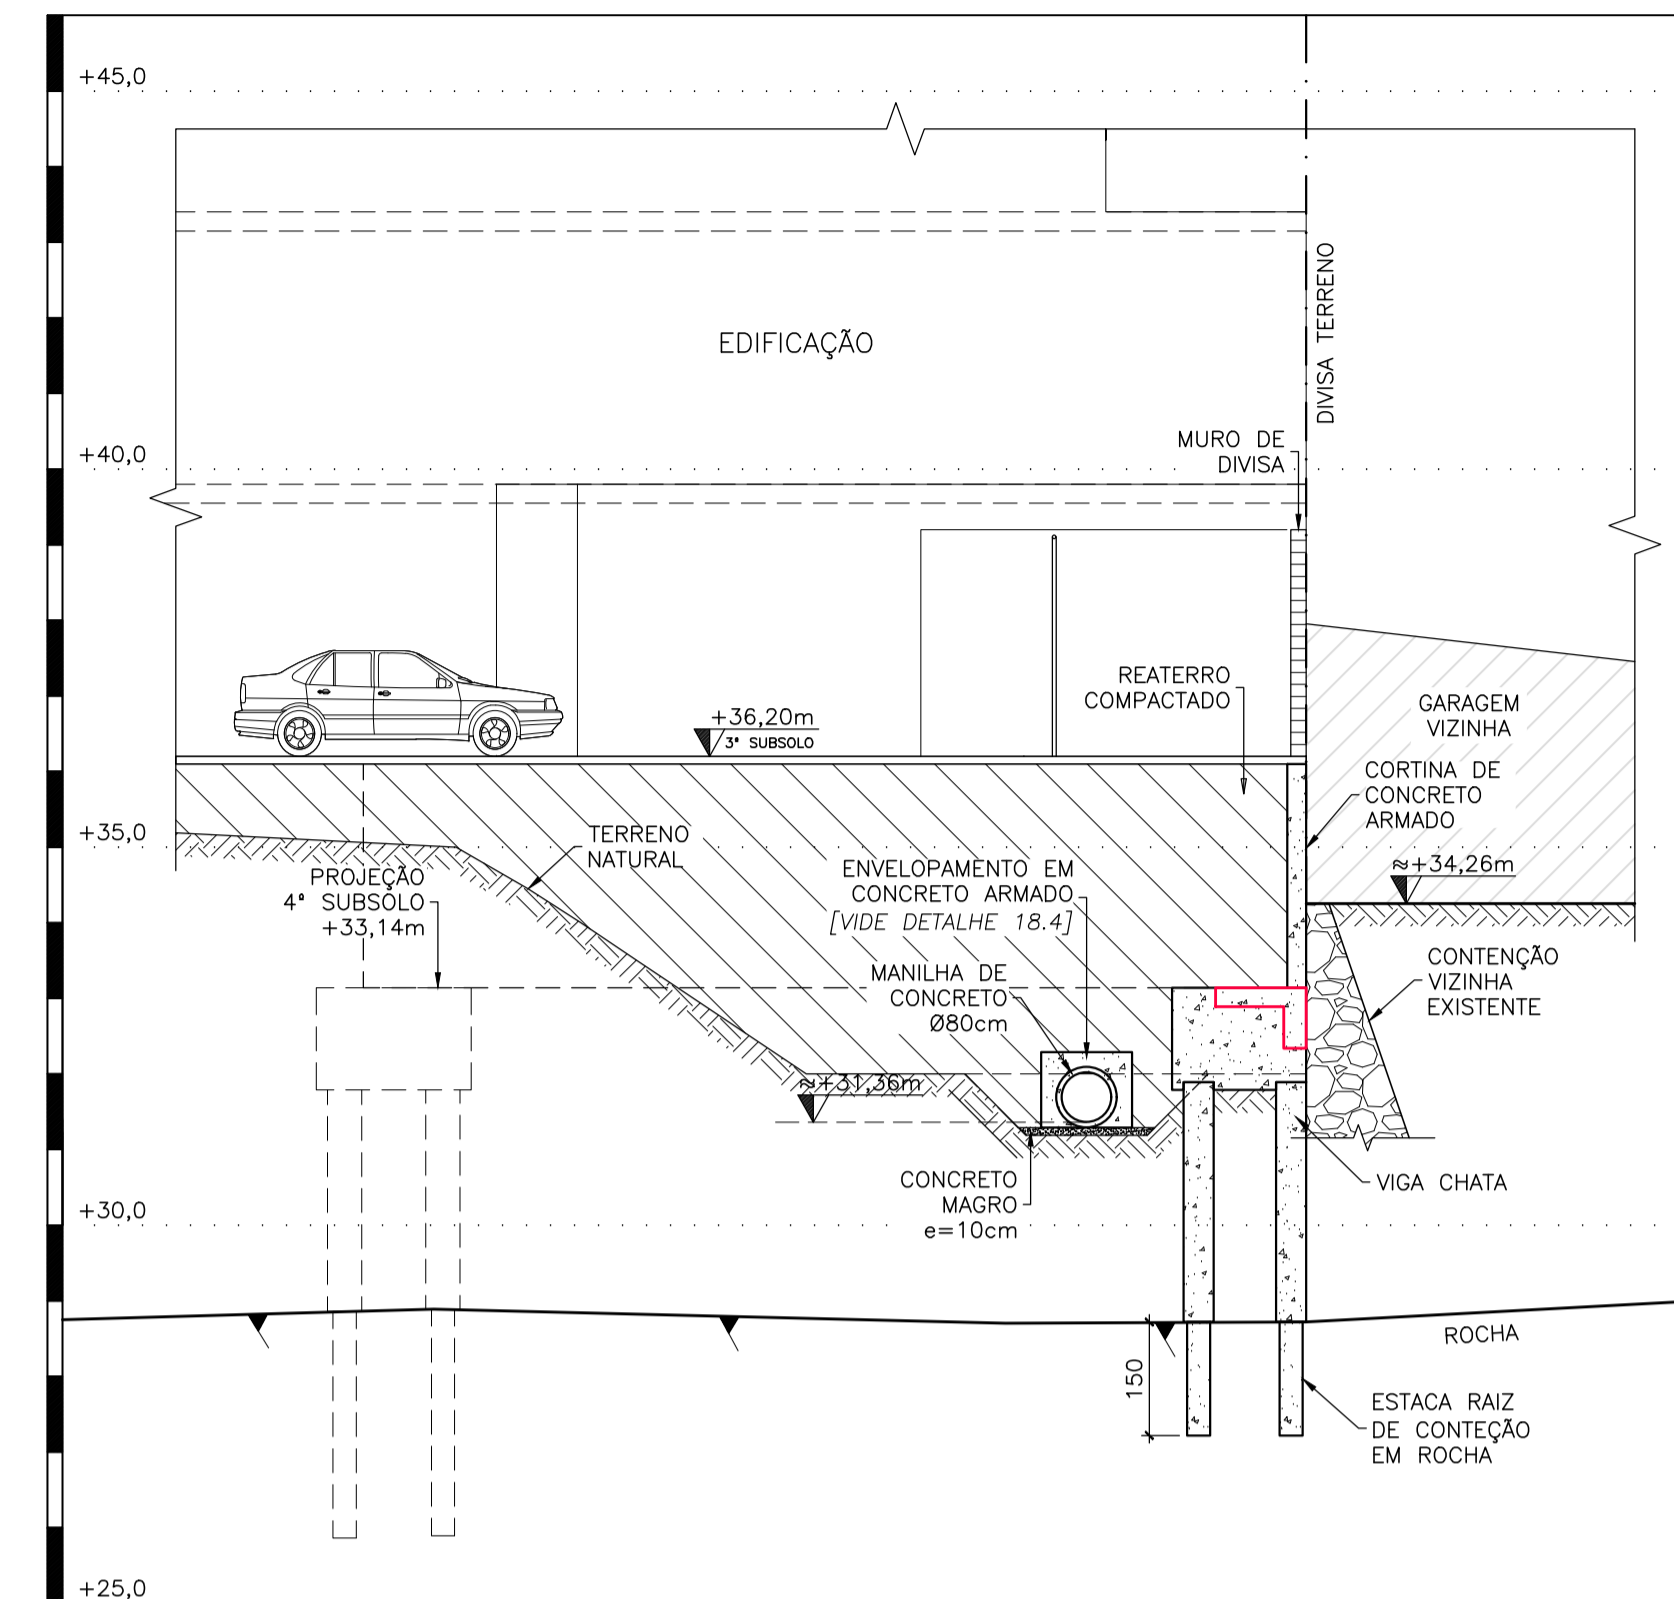 +45,0
EDIFICAÇÃO
DIVISA TERRENO
+40,0
MURO DE
DIVISA
REATERRO
COMPACTADO
GARAGEM
VIZINHA
+36,20m
3° SUBSOLO
CORTINA DE
CONCRETO
ARMADO
+35,0
TERRENO
NATURAL
≈+34,26m
PROJEÇÃO
4° SUBSOLO
+33,14m
ENVELOPAMENTO EM
CONCRETO ARMADO
[VIDE DETALHE 18.4]
MANILHA DE
CONCRETO
Ø80cm
CONTENÇÃO
VIZINHA
EXISTENTE
≈+31,36m
CONCRETO
MAGRO
e=10cm
VIGA CHATA
+30,0
ROCHA
150
ESTACA RAIZ
DE CONTEÇÃO
EM ROCHA
+25,0